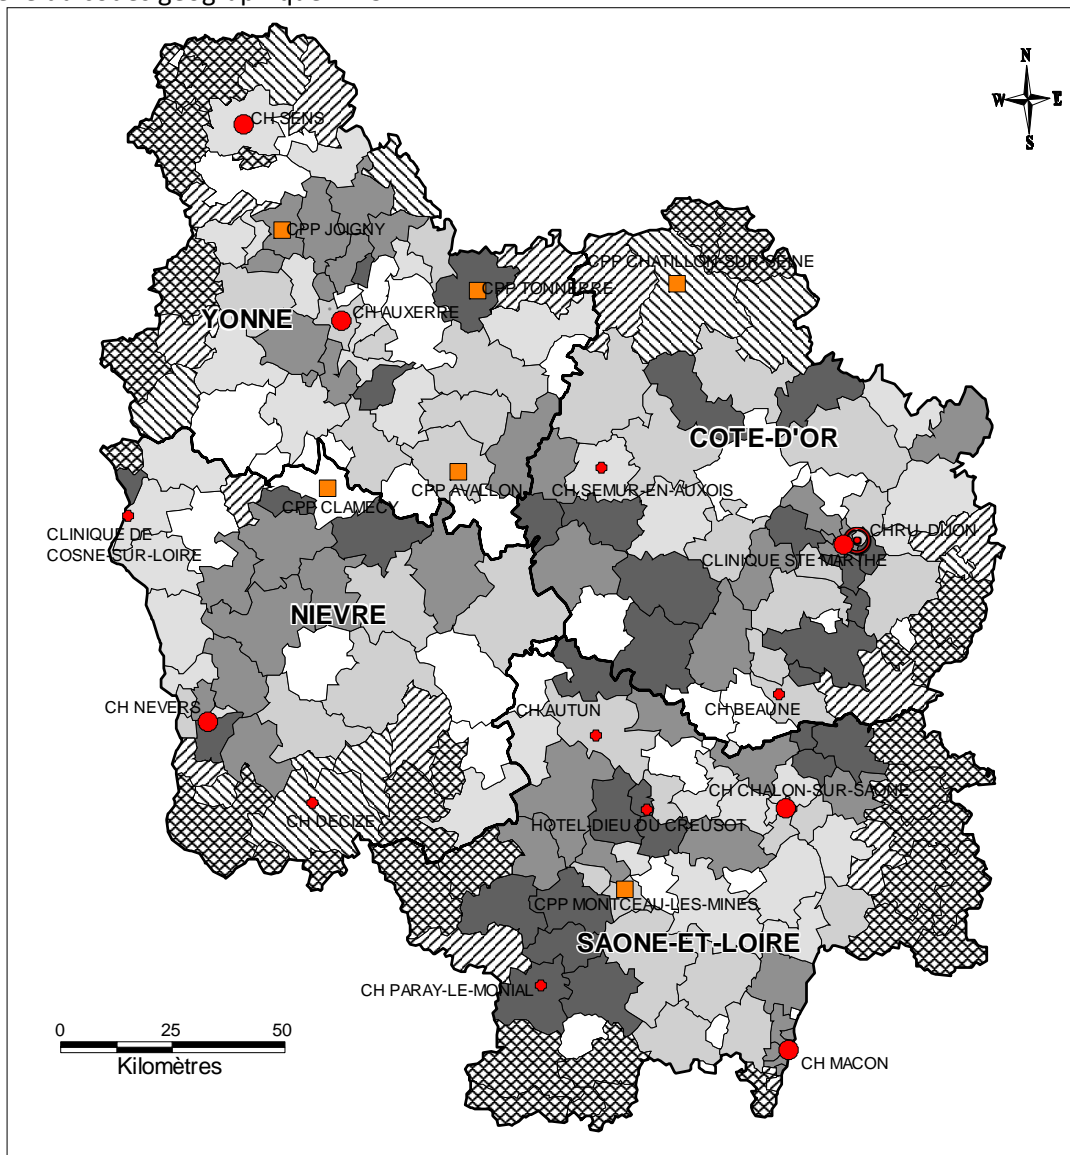 N
W E
S
CH SENS
CPP JOIGNY
CPP CHATILLON-SUR-SEINE
CPP TONNERRE
CH AUXERRE
YONNE
COTE-D'OR
CH SEMUR-EN-AUXOIS
CPP AVALLON
CPP CLAMECY
CLINIQUE DE
COSNE-SUR-LOIRE
CHRU-DIJON
CLINIQUE STE MARTHE
NIEVRE
CH NEVERS
CH AUTUN
CH BEAUNE
CH CHALON-SUR-SAONE
CH DECIZE
HOTEL-DIEU DU CREUSOT
CPP MONTCEAU-LES-MINES
SAONE-ET-LOIRE
CH PARAY-LE-MONIAL
0 25 50
Kilomètres
CH MACON